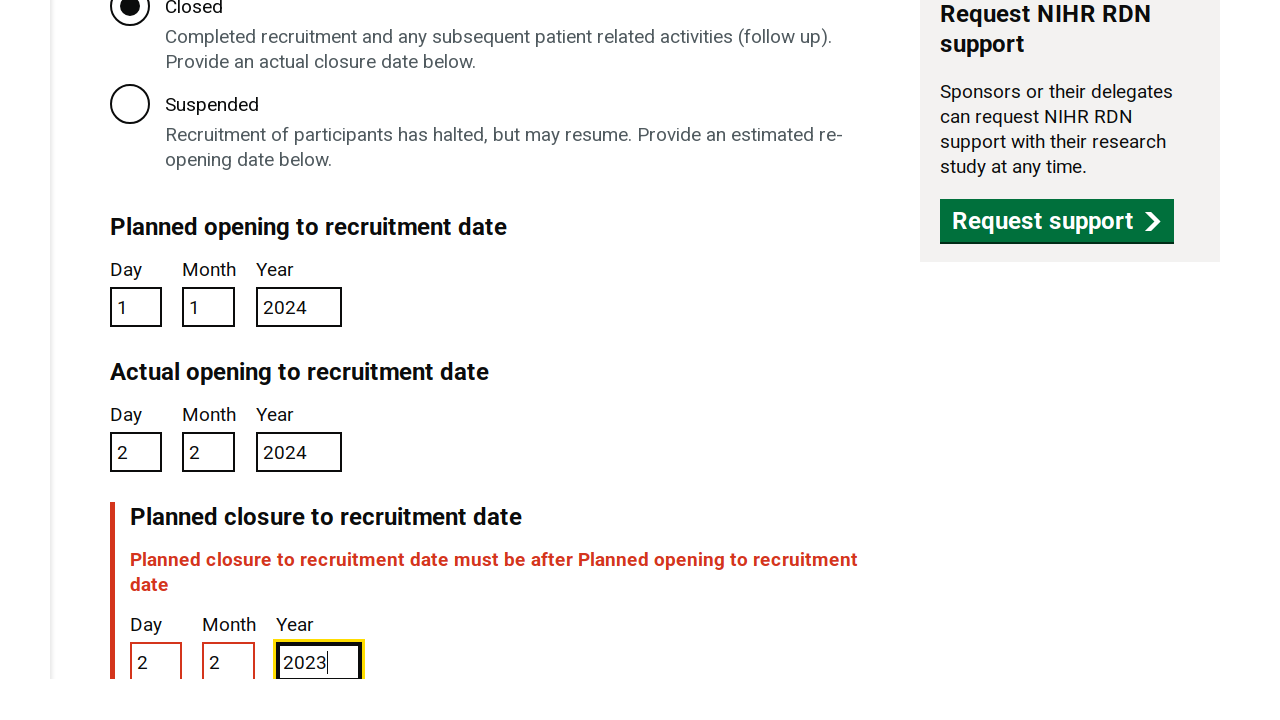 Closed
Completed recruitment and any subsequent patient related activities (follow up).
Provide an actual closure date below.
Suspended
Recruitment of participants has halted, but may resume. Provide an estimated re-
opening date below.
Planned opening to recruitment date
Day Month Year
1 1 2024
Actual opening to recruitment date
Day Month Year
2 2 2024
Planned closure to recruitment date
Planned closure to recruitment date must be after Planned opening to recruitment
date
Day Month Year
2 2 2023
Request NIHR RDN
support
Sponsors or their delegates
can request NIHR RDN
support with their research
study at any time.
Request support